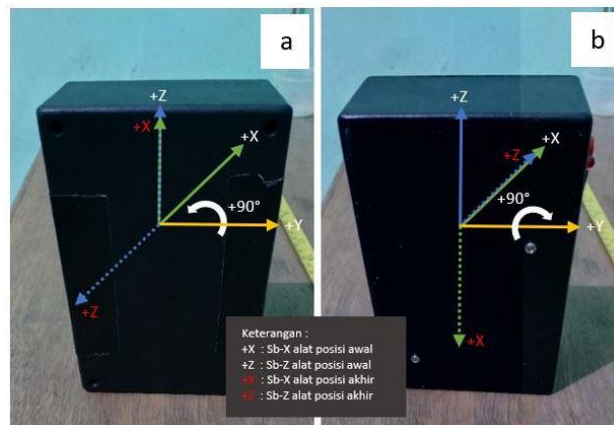 a
+Z
+X
+X
+90°
+Y
+Z
b
+Z
+X
+Z
+90°
+Y
+X
Keterangan :
+X : Sb-X alat posisi awal
+Z : Sb-Z alat posisi awal
+X : Sb-X alat posisi akhir
+Z : Sb-Z alat posisi akhir